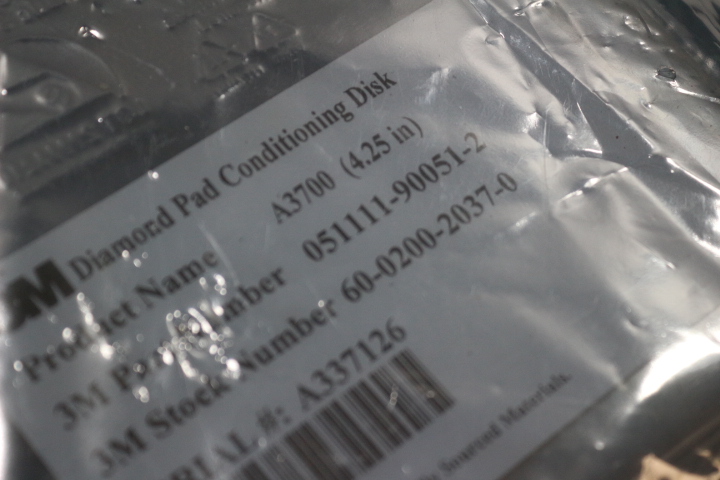 3M Diamond Pad Conditioning Disk
Product Name A3700 (4.25 in)
3M Part Number 051111-90051-2
3M Stock Number 60-0200-2037-0
SERIAL #: A337126
Sourced Materials.